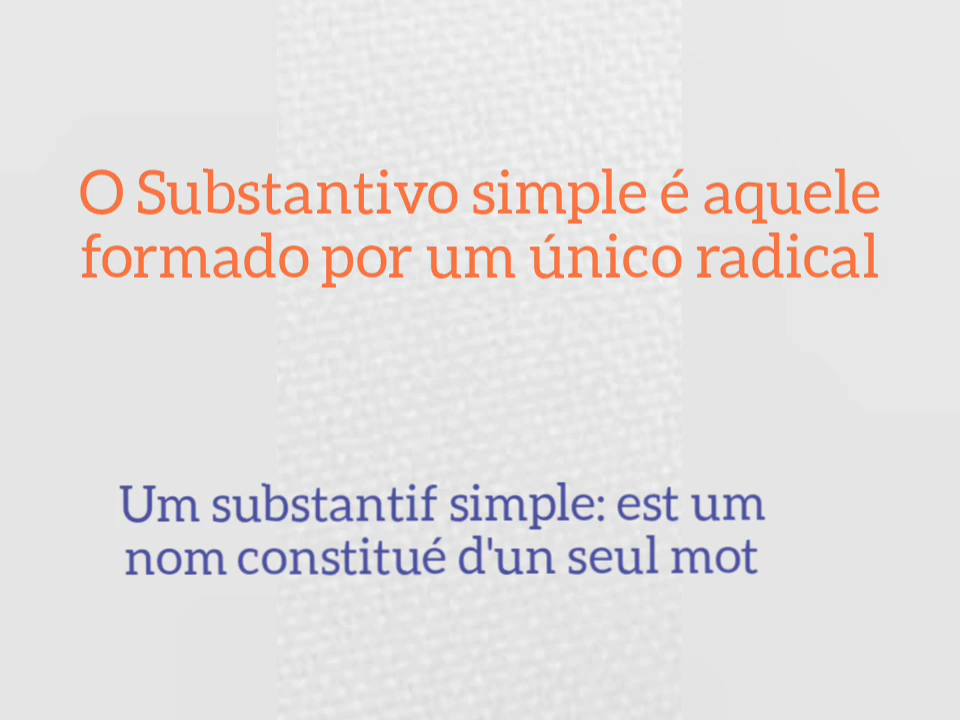 O Substantivo simple é aquele
formado por um único radical
Um substantif simple: est um
nom constitué d'un seul mot